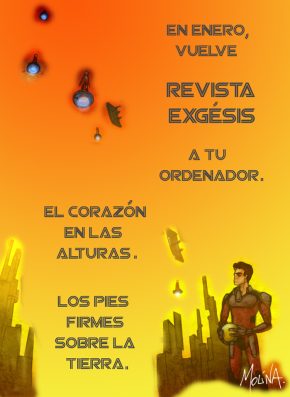 EN ENERO,
VUELVE
REVISTA
EXGÉSIS
A TU
ORDENADOR.
EL CORAZÓN
EN LAS
ALTURAS.
LOS PIES
FIRMES
SOBRE LA
TIERRA.
MOLINA.